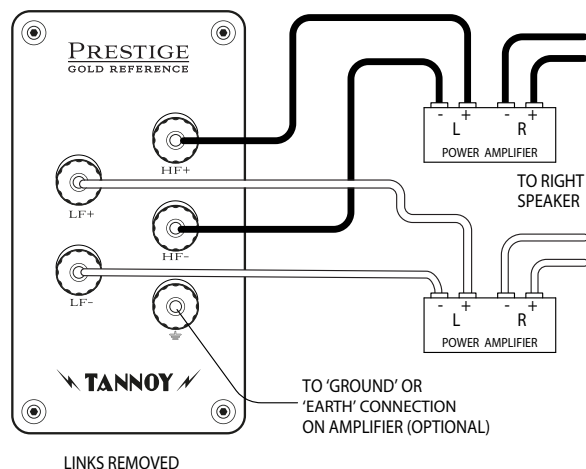 PRESTIGE
GOLD REFERENCE
HF+
LF+
HF-
LF-
TANNOY
LINKS REMOVED
- +   - +
L   R
POWER AMPLIFIER
TO RIGHT
SPEAKER
- +   - +
L   R
POWER AMPLIFIER
TO ‘GROUND’ OR
‘EARTH’ CONNECTION
ON AMPLIFIER (OPTIONAL)